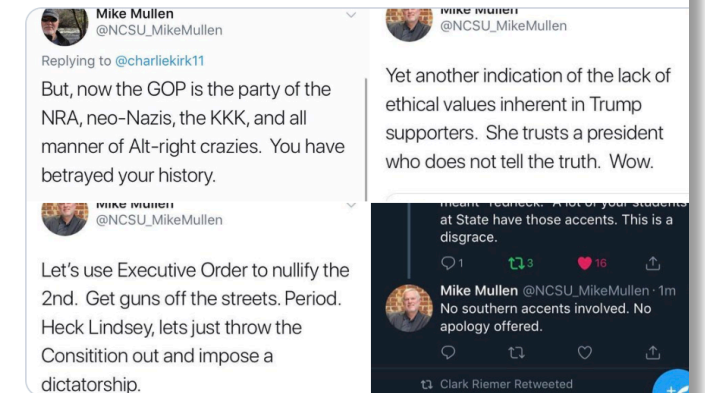 Mike Mullen
@NCSU_MikeMullen
Replying to @charliekirk11
But, now the GOP is the party of the
NRA, neo-Nazis, the KKK, and all
manner of Alt-right crazies. You have
betrayed your history.
Mike Mullen
@NCSU_MikeMullen
Yet another indication of the lack of
ethical values inherent in Trump
supporters. She trusts a president
who does not tell the truth. Wow.
Mike Mullen
@NCSU_MikeMullen
Let's use Executive Order to nullify the
2nd. Get guns off the streets. Period.
Heck Lindsey, lets just throw the
Consitition out and impose a
dictatorship.
meant "redneck." A lot of your students
at State have those accents. This is a
disgrace.
1 3 16
Mike Mullen @NCSU_MikeMullen · 1m
No southern accents involved. No
apology offered.
Clark Riemer Retweeted